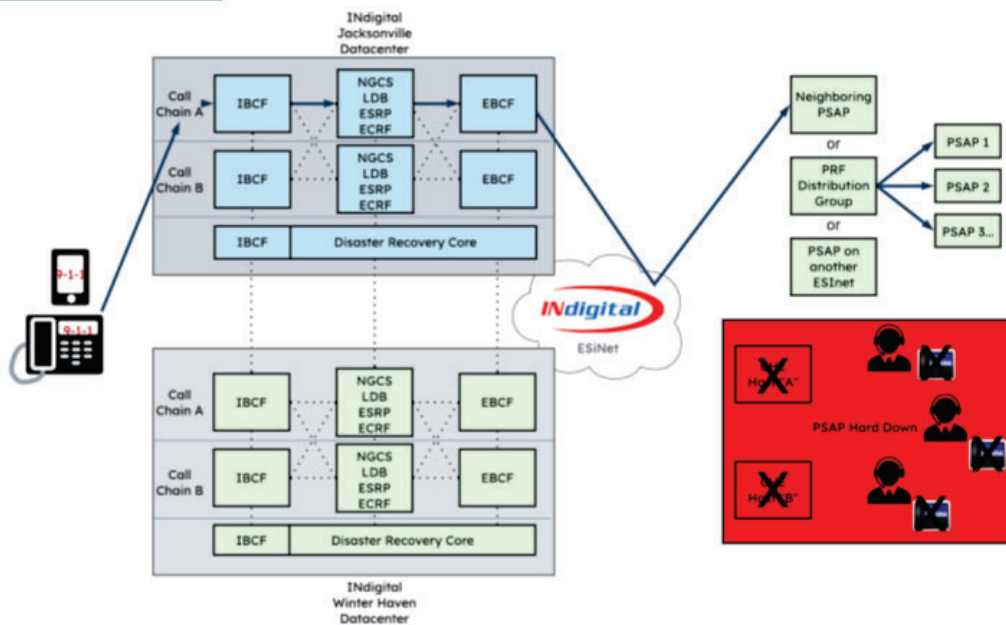 INdigital
Jacksonville
Datacenter
Call
Chain A
IBCF
NGCS
LDB
ESRP
ECRF
EBCF
Call
Chain B
IBCF
NGCS
LDB
ESRP
ECRF
EBCF
IBCF
Disaster Recovery Core
9-1-1
9-1-1
INdigital
ESiNet
Neighboring
PSAP
or
PRF
Distribution
Group
or
PSAP on
another
ESInet
PSAP 1
PSAP 2
PSAP 3...
Host "A"
PSAP Hard Down
Host "B"
Call
Chain A
IBCF
NGCS
LDB
ESRP
ECRF
EBCF
Call
Chain B
IBCF
NGCS
LDB
ESRP
ECRF
EBCF
IBCF
Disaster Recovery Core
INdigital
Winter Haven
Datacenter